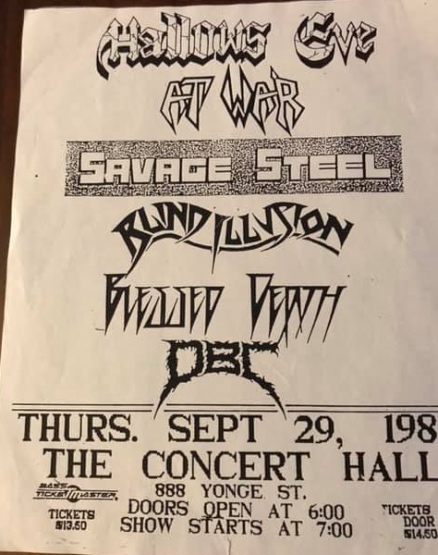 Hallows Eve
AT WAR
SAVAGE STEEL
BLIND ILLUSION
BLESSED DEATH
DBC
THURS. SEPT 29, 198
THE CONCERT HALL
888 YONGE ST.
BASS TICKETMASTER
DOORS OPEN AT 6:00
SHOW STARTS AT 7:00
TICKETS
$13.50
TICKETS
DOOR
$14.50